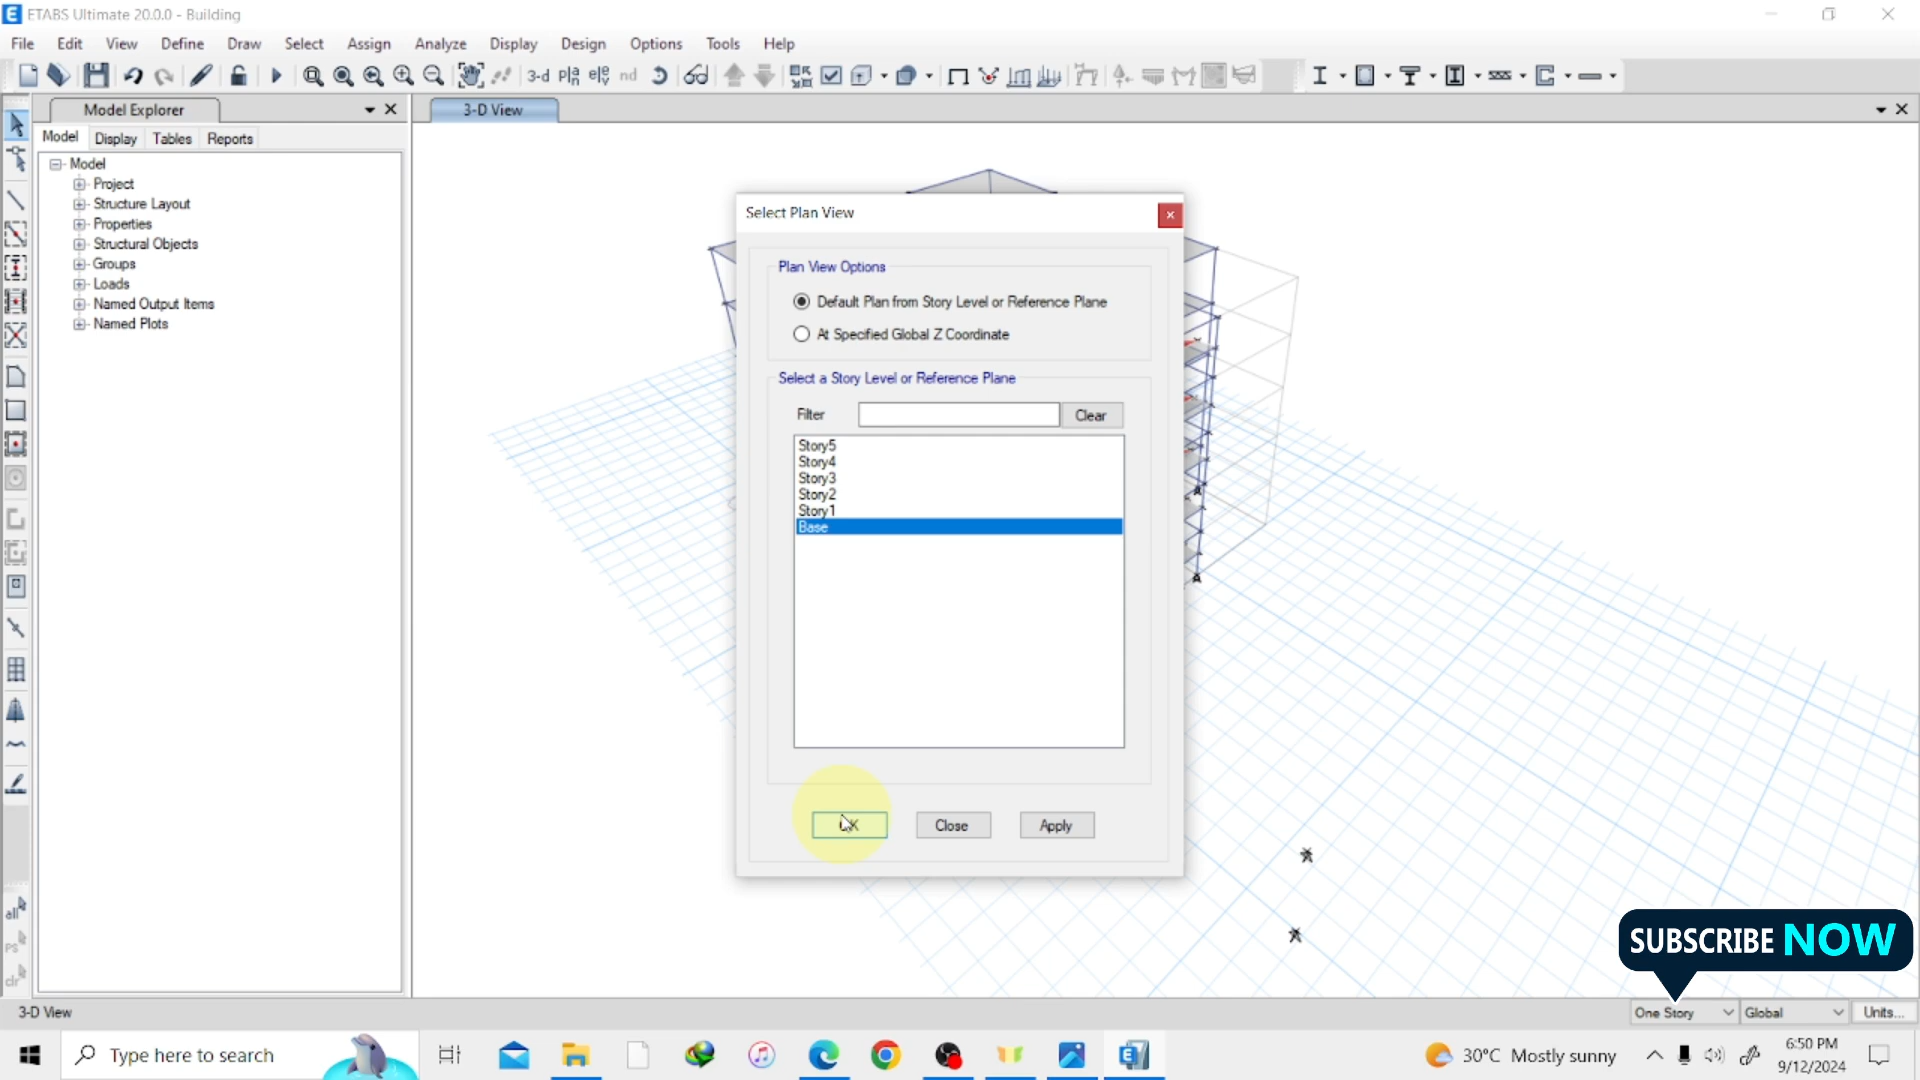 ETABS Ultimate 20.0.0 - Building
File Edit View Define Draw Select Assign Analyze Display Design Options Tools Help
3-d
nd
Model Explorer
3-D View
Model Display Tables Reports
Model
Project
Structure Layout
Properties
Structural Objects
Groups
Loads
Named Output Items
Named Plots
Select Plan View
Plan View Options
Default Plan from Story Level or Reference Plane
At Specified Global Z Coordinate
Select a Story Level or Reference Plane
Filter
Clear
Story5
Story4
Story3
Story2
Story1
Base
OK Close Apply
all
ps
clr
SUBSCRIBE NOW
3-D View
One Story Global Units...
Type here to search
30°C Mostly sunny
6:50 PM
9/12/2024